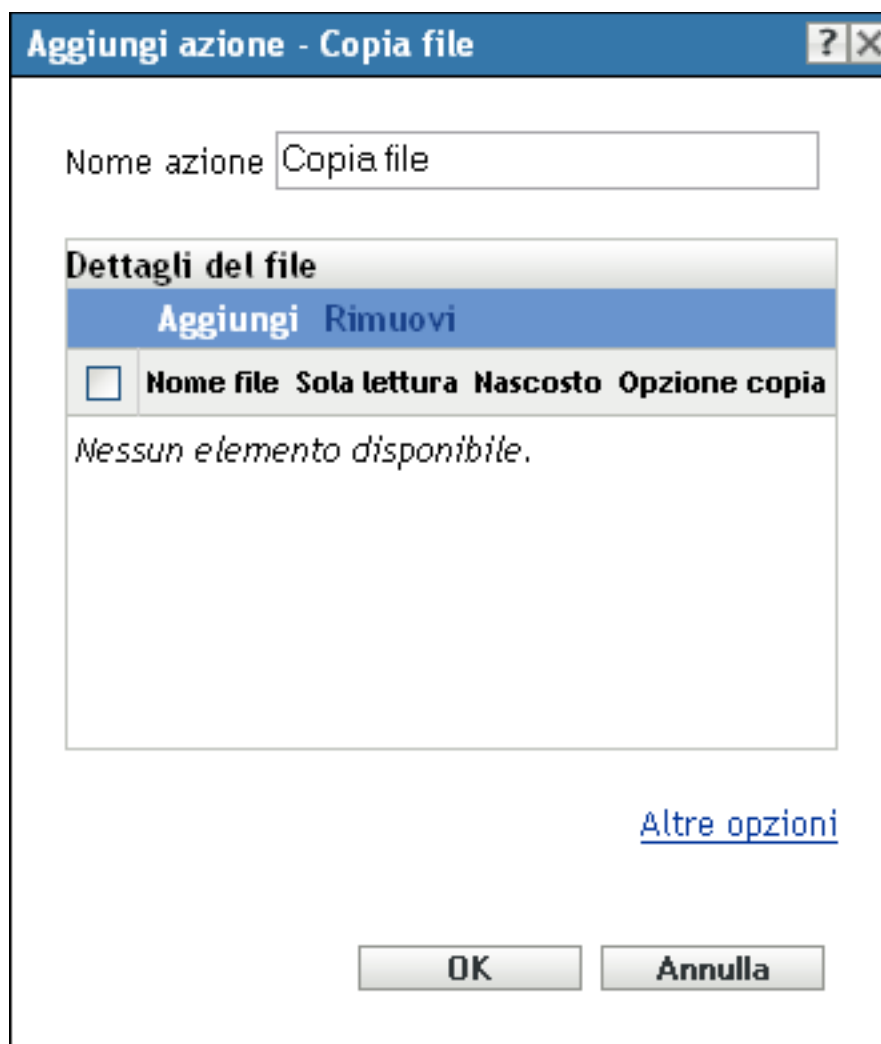 Aggiungi azione - Copia file ?
Nome azione Copia file
Dettagli del file
Aggiungi Rimuovi
Nome file Sola lettura Nascosto Opzione copia
Nessun elemento disponibile.
Altre opzioni
OK Annulla